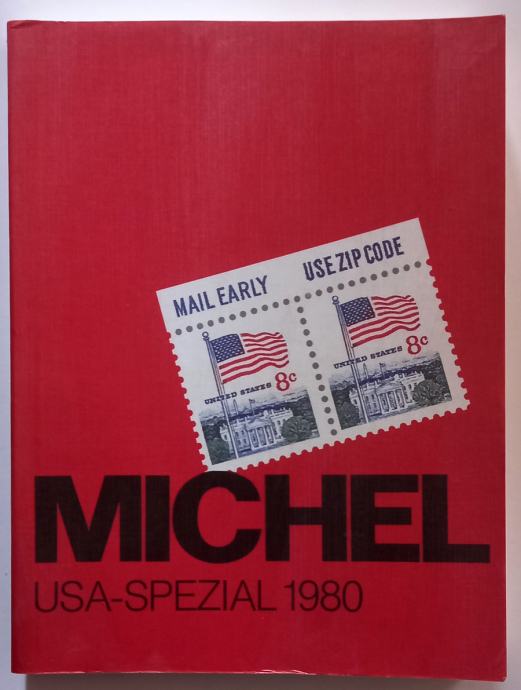 MAIL EARLY USE ZIP CODE
UNITED STATES 8c UNITED STATES 8c
MICHEL
USA-SPEZIAL 1980